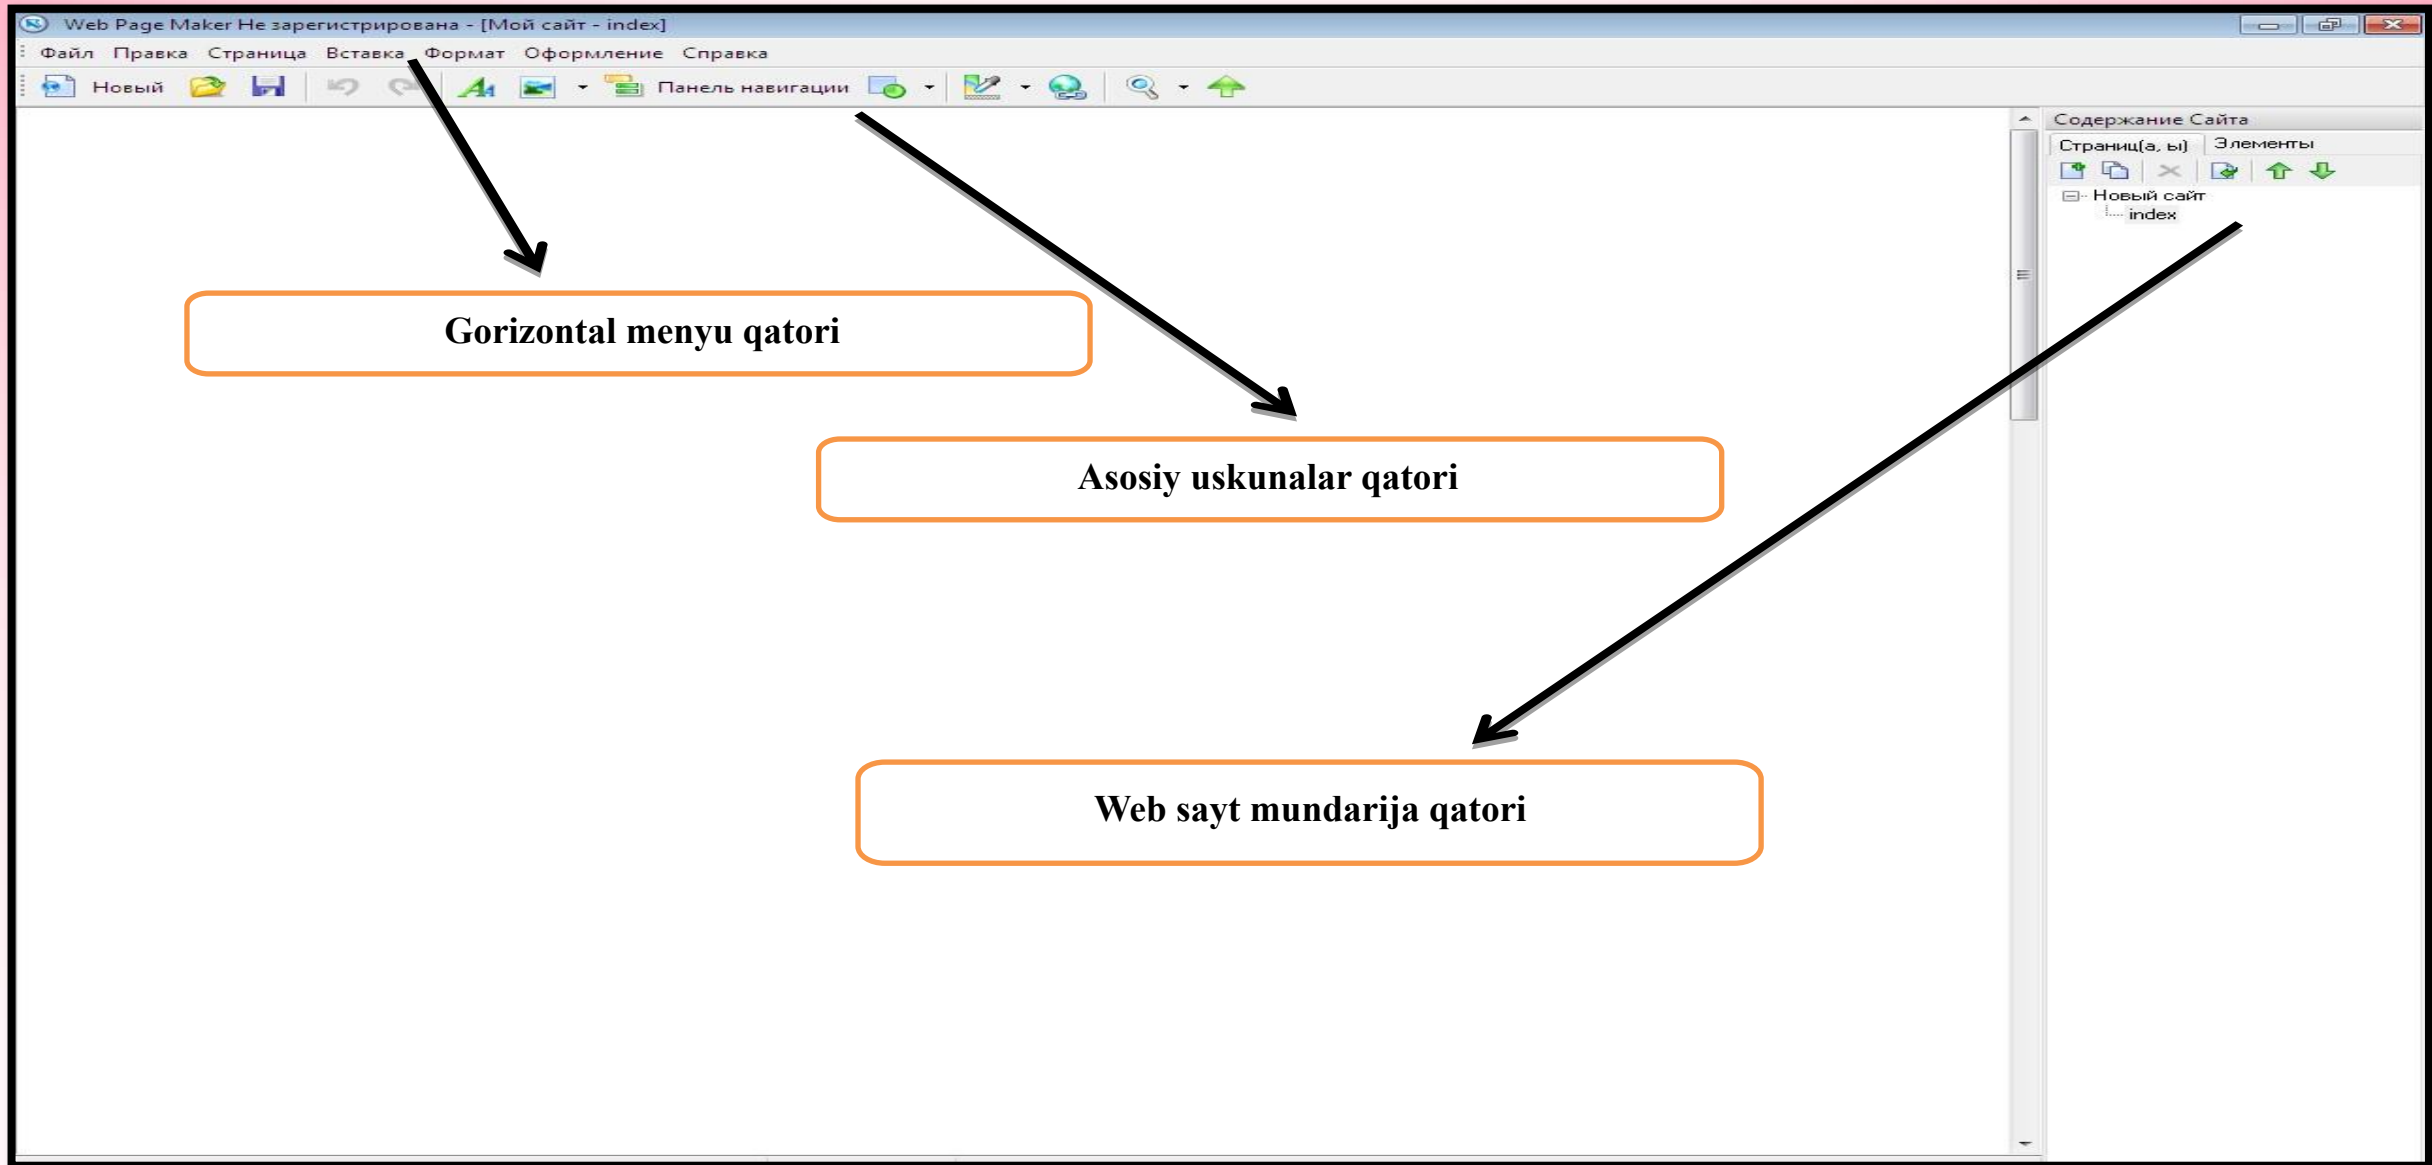 Web Page Maker Не зарегистрирована - [Мой сайт - index]
Файл Правка Страница Вставка Формат Оформление Справка
Новый Панель навигации
Содержание Сайта
Страниц(а, ы) Элементы
Новый сайт
index
Gorizontal menyu qatori
Asosiy uskunalar qatori
Web sayt mundarija qatori